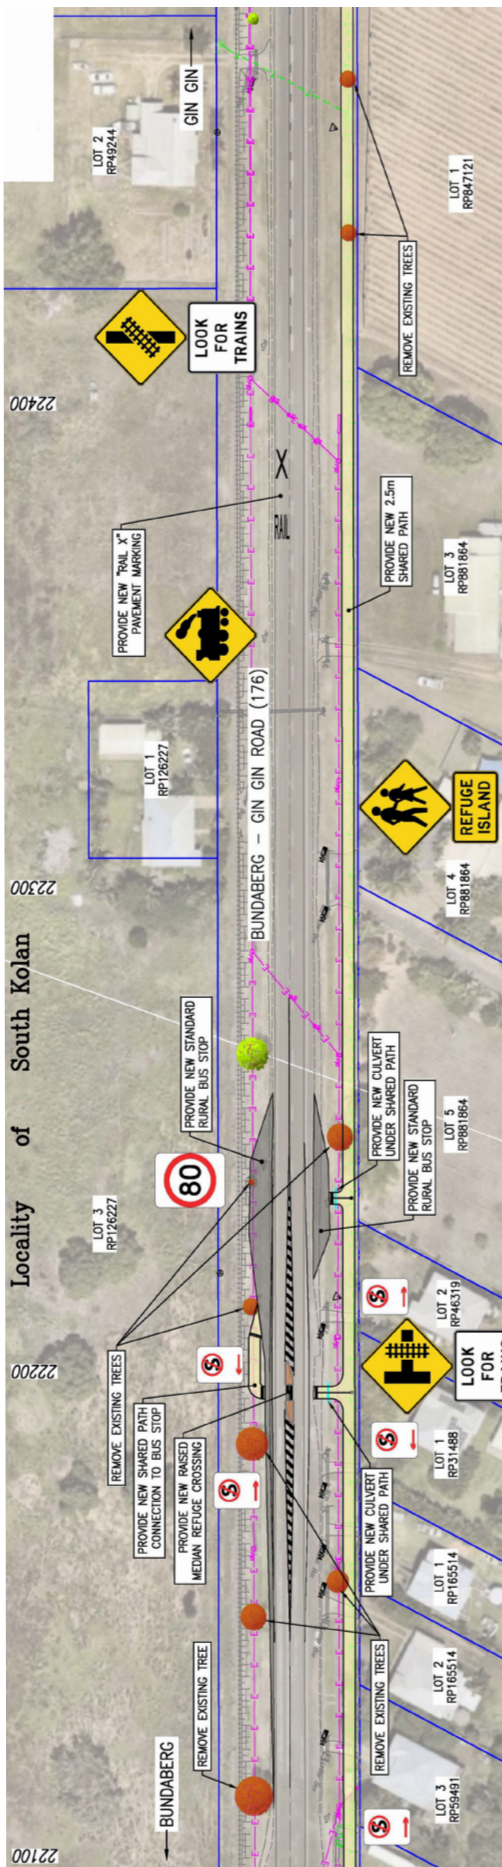 Locality of South Kolan
22100
22200
22300
22400
← BUNDABERG
GIN GIN →
REMOVE EXISTING TREE
REMOVE EXISTING TREES
PROVIDE NEW SHARED PATH
CONNECTION TO BUS STOP
PROVIDE NEW RAISED
MEDIAN REFUGE CROSSING
LOT 3
RP126227
80
PROVIDE NEW STANDARD
RURAL BUS STOP
LOT 1
RP126227
PROVIDE NEW "RAIL X"
PAVEMENT MARKING
LOOK
FOR
TRAINS
LOT 2
RP49244
BUNDABERG - GIN GIN ROAD (176)
RAIL X
REMOVE EXISTING TREES
PROVIDE NEW CULVERT
UNDER SHARED PATH
PROVIDE NEW CULVERT
UNDER SHARED PATH
PROVIDE NEW STANDARD
RURAL BUS STOP
PROVIDE NEW 2.5m
SHARED PATH
REMOVE EXISTING TREES
S
S
S
S
S
LOT 3
RP59491
LOT 2
RP165514
LOT 1
RP165514
LOT 1
RP31488
LOOK
FOR
LOT 2
RP46319
LOT 5
RP881864
LOT 4
RP881864
REFUGE
ISLAND
LOT 3
RP881864
LOT 1
RP847121